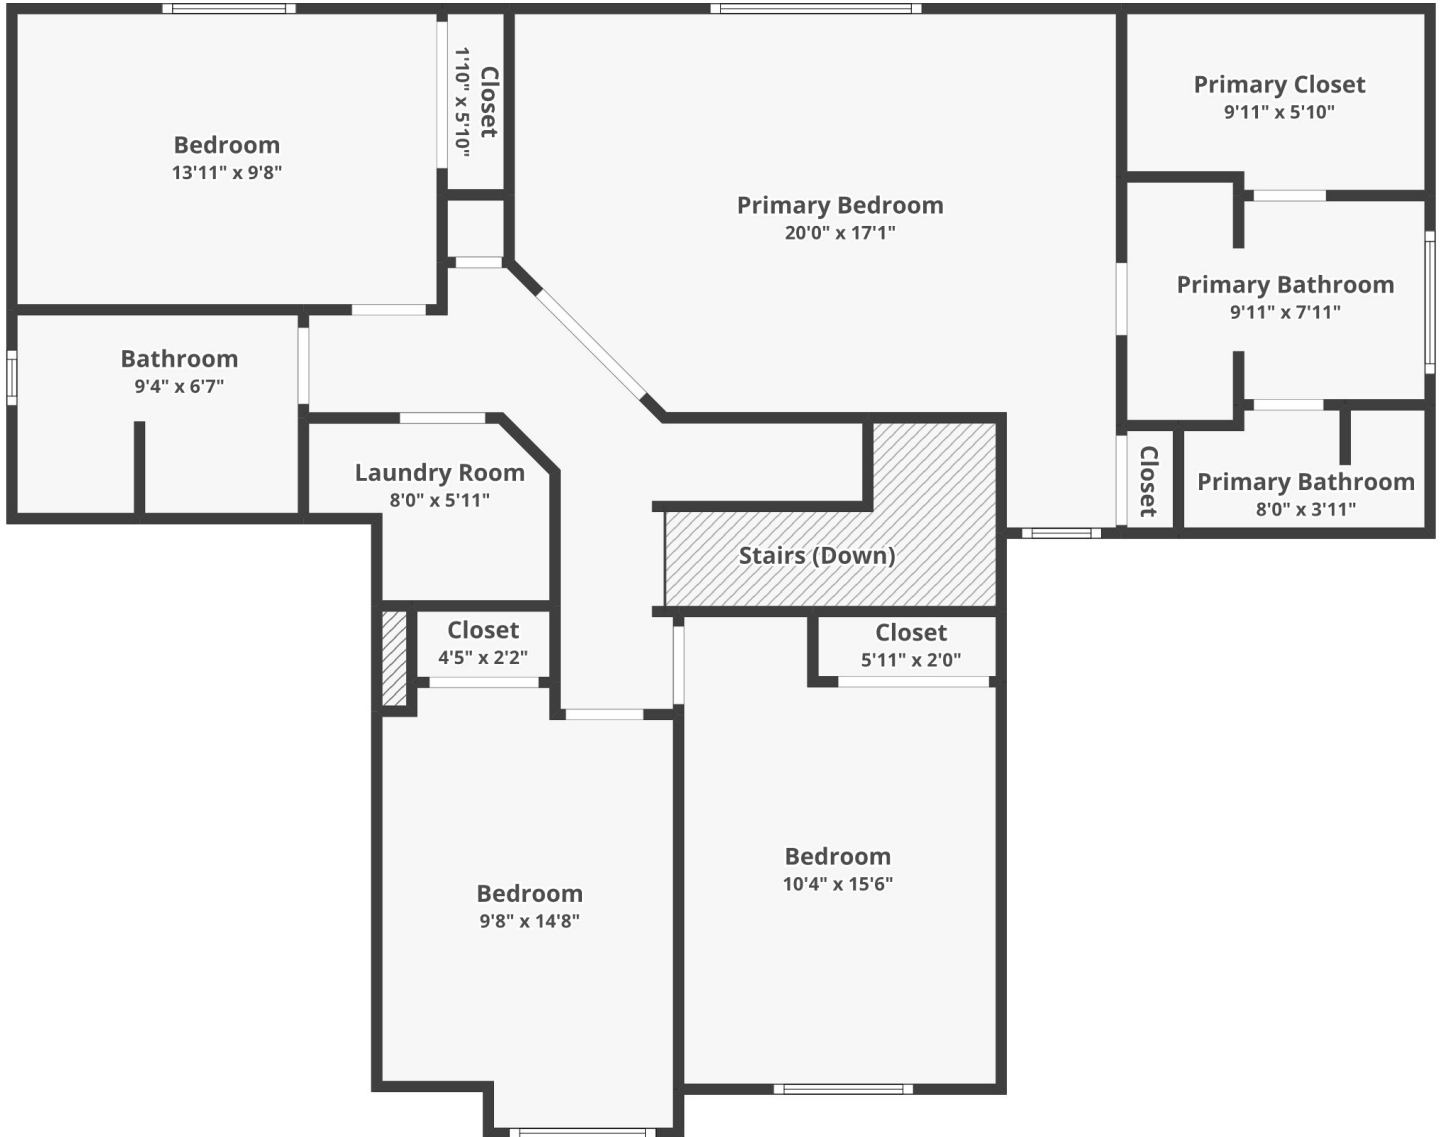 Bedroom
13'11" x 9'8"
Closet
1'10" x 5'10"
Primary Bedroom
20'0" x 17'1"
Primary Closet
9'11" x 5'10"
Primary Bathroom
9'11" x 7'11"
Bathroom
9'4" x 6'7"
Laundry Room
8'0" x 5'11"
Closet
Primary Bathroom
8'0" x 3'11"
Stairs (Down)
Closet
4'5" x 2'2"
Closet
5'11" x 2'0"
Bedroom
9'8" x 14'8"
Bedroom
10'4" x 15'6"